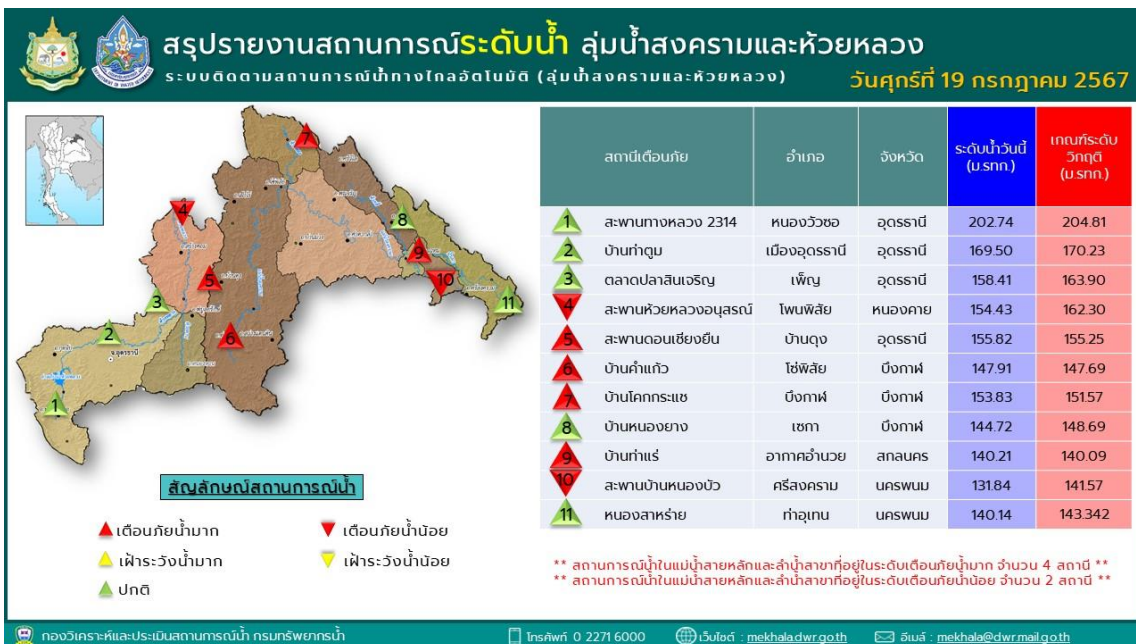 สรุปรายงานสถานการณ์ระดับน้ำ ลุ่มน้ำสงครามและห้วยหลวง
ระบบติดตามสถานการณ์น้ำทางไกลอัตโนมัติ (ลุ่มน้ำสงครามและห้วยหลวง)
วันศุกร์ที่ 19 กรกฎาคม 2567
7
4
8
9
5
10
3
11
2
6
จ.อุดรธานี
1
สัญลักษณ์สถานการณ์น้ำ
เตือนภัยน้ำมาก เตือนภัยน้ำน้อย
เฝ้าระวังน้ำมาก เฝ้าระวังน้ำน้อย
ปกติ
สถานีเตือนภัย อำเภอ จังหวัด ระดับน้ำวันนี้ (ม.รทก.) เกณฑ์ระดับวิกฤติ (ม.รทก.)
1 สะพานทางหลวง 2314 หนองวัวซอ อุดรธานี 202.74 204.81
2 บ้านท่าตูม เมืองอุดรธานี อุดรธานี 169.50 170.23
3 ตลาดปลาสินเจริญ เพ็ญ อุดรธานี 158.41 163.90
4 สะพานห้วยหลวงอนุสรณ์ โพนพิสัย หนองคาย 154.43 162.30
5 สะพานดอนเชียงยืน บ้านดุง อุดรธานี 155.82 155.25
6 บ้านคำแก้ว โซ่พิสัย บึงกาฬ 147.91 147.69
7 บ้านโคกกระแซ บึงกาฬ บึงกาฬ 153.83 151.57
8 บ้านหนองยาง เซกา บึงกาฬ 144.72 148.69
9 บ้านท่าแร่ อากาศอำนวย สกลนคร 140.21 140.09
10 สะพานบ้านหนองบัว ศรีสงคราม นครพนม 131.84 141.57
11 หนองสาหร่าย ท่าอุเทน นครพนม 140.14 143.342
** สถานการณ์น้ำในแม่น้ำสายหลักและลำน้ำสาขาที่อยู่ในระดับเตือนภัยน้ำมาก จำนวน 4 สถานี **
** สถานการณ์น้ำในแม่น้ำสายหลักและลำน้ำสาขาที่อยู่ในระดับเตือนภัยน้ำน้อย จำนวน 2 สถานี **
กองวิเคราะห์และประเมินสถานการณ์น้ำ กรมทรัพยากรน้ำ โทรศัพท์ 0 2271 6000 เว็บไซต์ : mekhala.dwr.go.th อีเมล์ : mekhala@dwr.mail.go.th